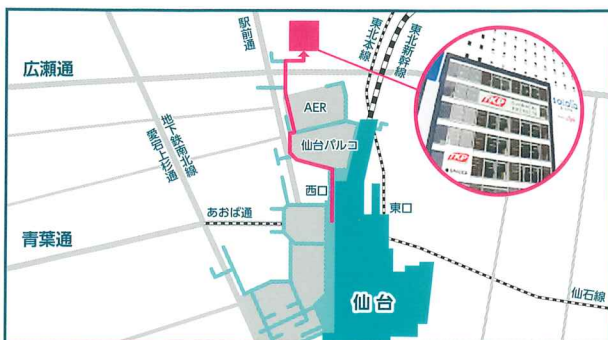 駅前通
東北本線
東北新幹線
広瀬通
AER
仙台パルコ
地下鉄南北線
愛宕上杉通
西口
東口
あおば通
青葉通
仙台
仙石線
TKP
TKP